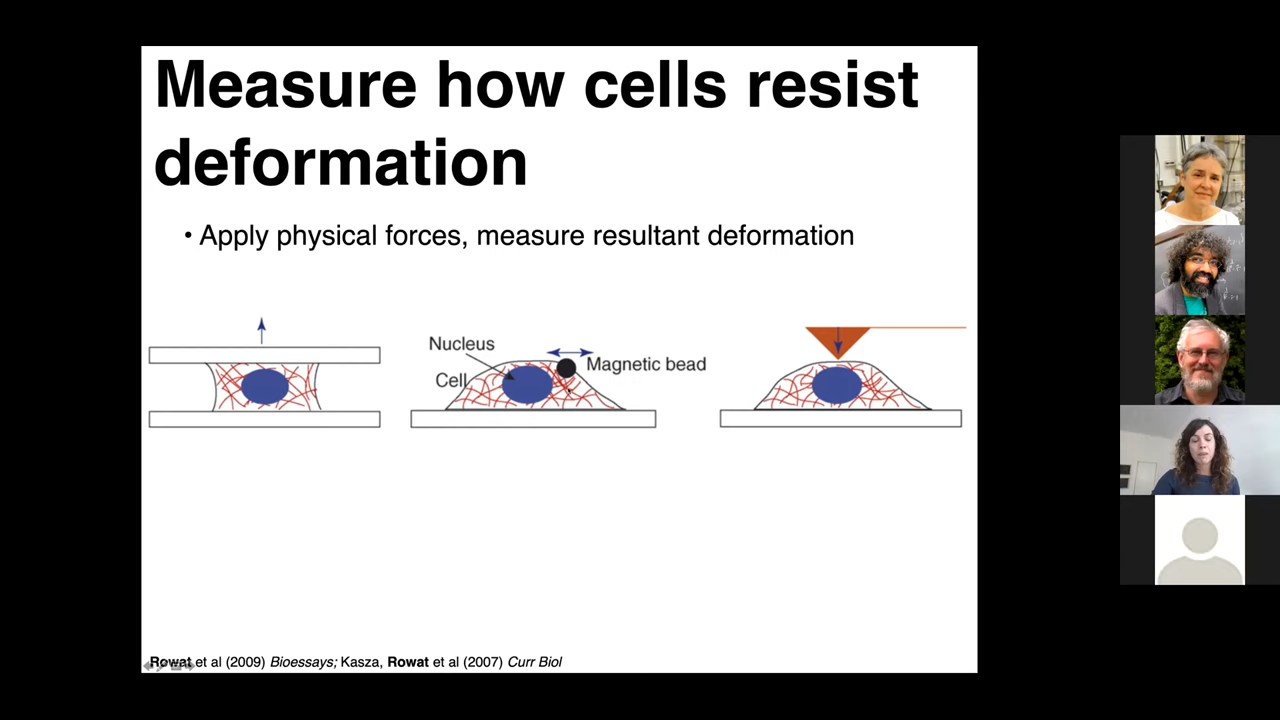 Measure how cells resist
deformation
• Apply physical forces, measure resultant deformation
Nucleus
Cell
Magnetic bead
Rowat et al (2009) Bioessays; Kasza, Rowat et al (2007) Curr Biol